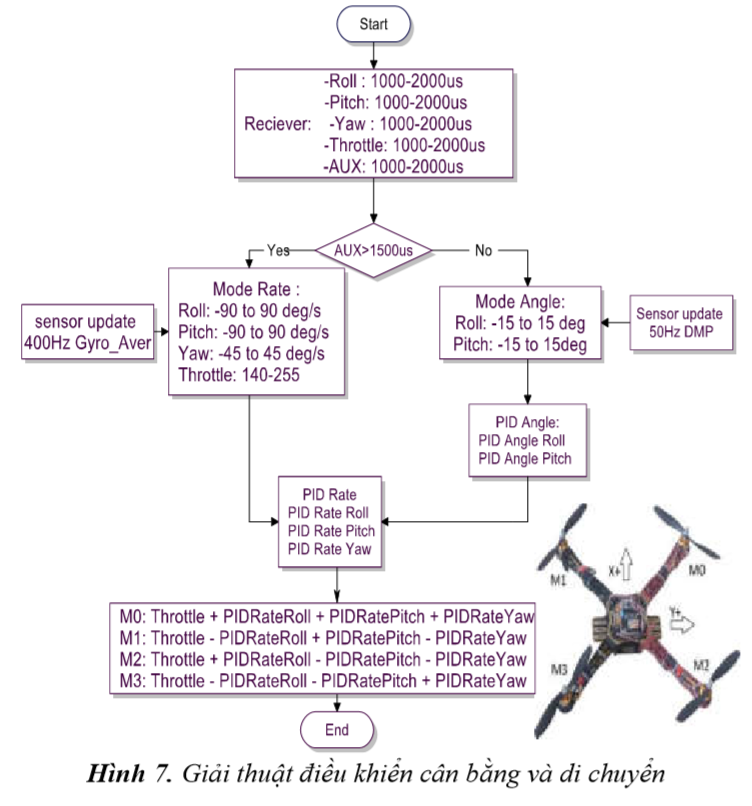 Start
-Roll : 1000-2000us
-Pitch: 1000-2000us
Reciever: -Yaw : 1000-2000us
-Throttle: 1000-2000us
-AUX: 1000-2000us
AUX>1500us
Yes
No
Mode Rate :
Roll: -90 to 90 deg/s
Pitch: -90 to 90 deg/s
Yaw: -45 to 45 deg/s
Throttle: 140-255
sensor update
400Hz Gyro_Aver
Mode Angle:
Roll: -15 to 15 deg
Pitch: -15 to 15deg
Sensor update
50Hz DMP
PID Angle:
PID Angle Roll
PID Angle Pitch
PID Rate
PID Rate Roll
PID Rate Pitch
PID Rate Yaw
M0: Throttle + PIDRateRoll + PIDRatePitch + PIDRateYaw
M1: Throttle - PIDRateRoll + PIDRatePitch - PIDRateYaw
M2: Throttle + PIDRateRoll - PIDRatePitch - PIDRateYaw
M3: Throttle - PIDRateRoll - PIDRatePitch + PIDRateYaw
End
M1
X+
M0
Y+
M3
M2
Hình 7. Giải thuật điều khiển cân bằng và di chuyển